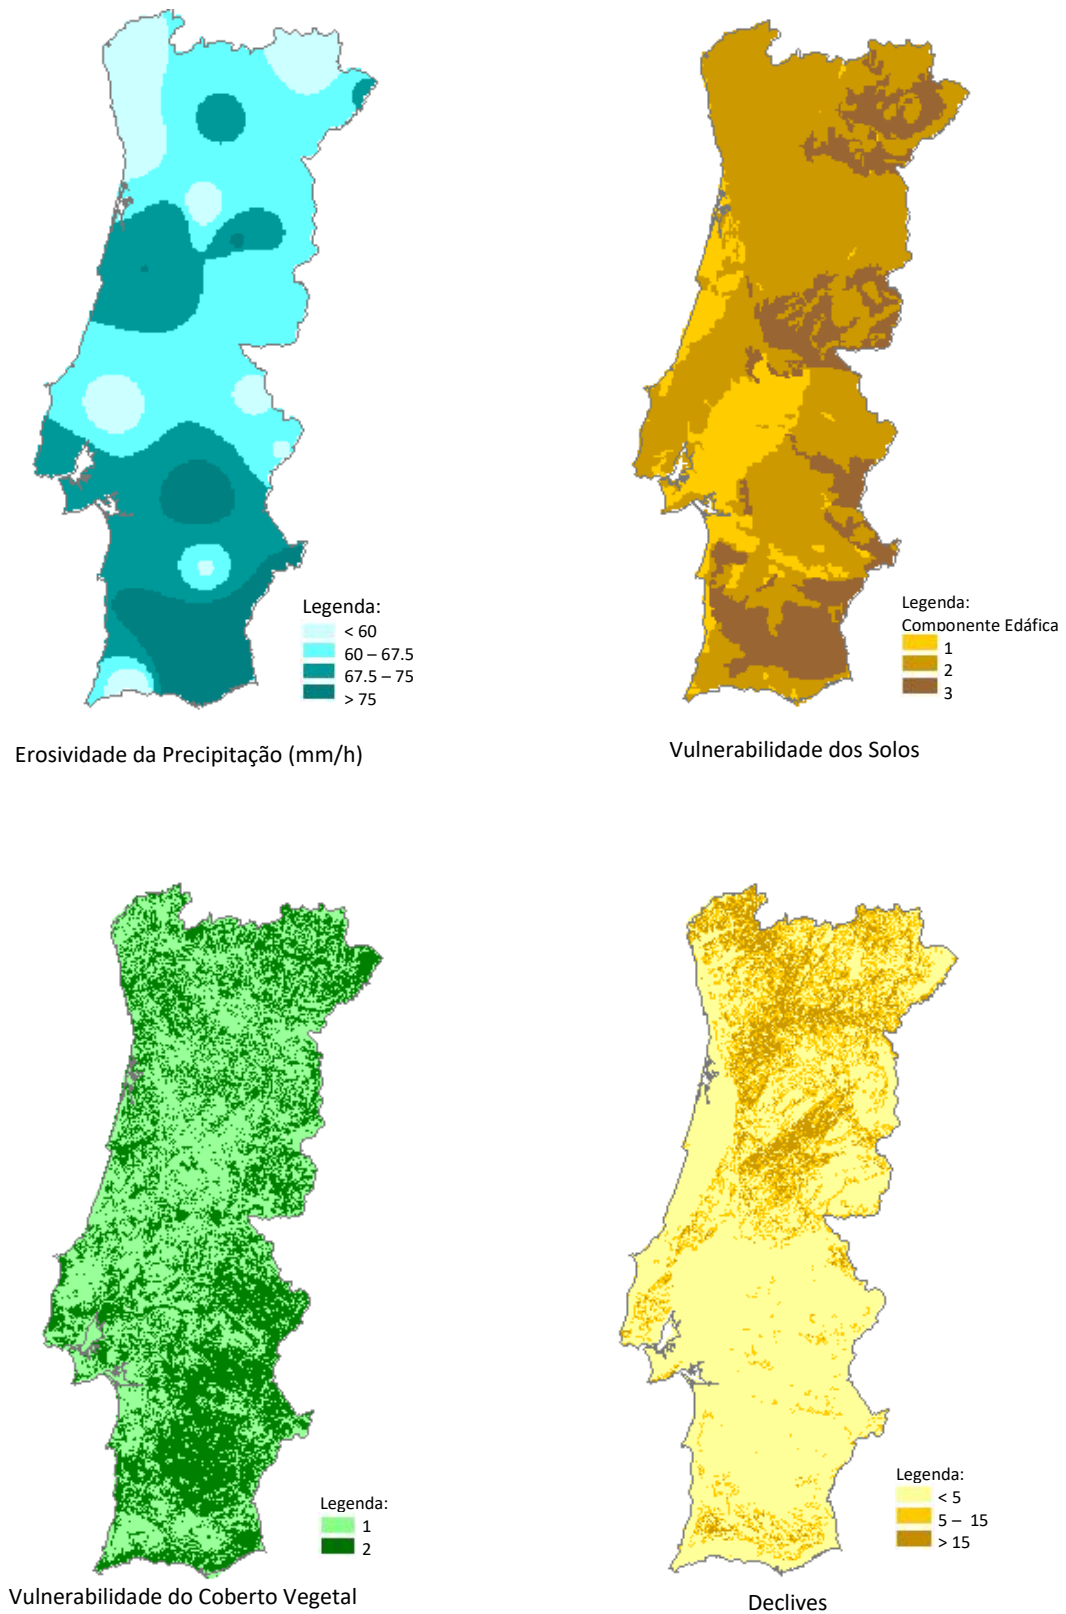 Legenda:
< 60
60 – 67.5
67.5 – 75
> 75
Erosividade da Precipitação (mm/h)
Legenda:
Componente Edáfica
1
2
3
Vulnerabilidade dos Solos
Legenda:
1
2
Vulnerabilidade do Coberto Vegetal
Legenda:
< 5
5 – 15
> 15
Declives